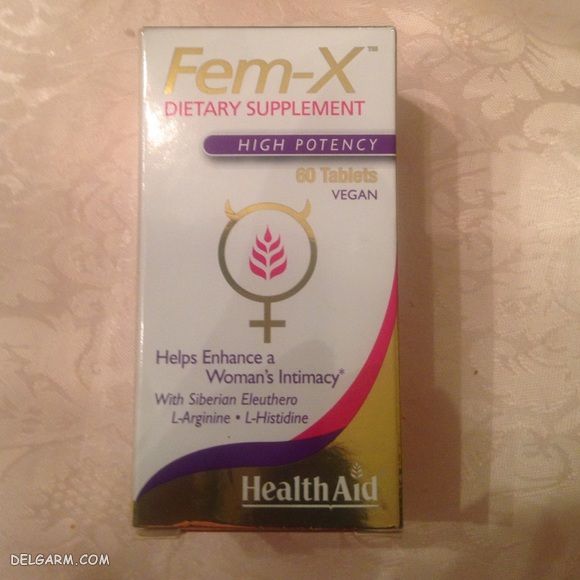 Fem-X™
DIETARY SUPPLEMENT
HIGH POTENCY
60 Tablets
VEGAN
Helps Enhance a
Woman's Intimacy*
With Siberian Eleuthero
L-Arginine • L-Histidine
HealthAid
DELGARM.COM